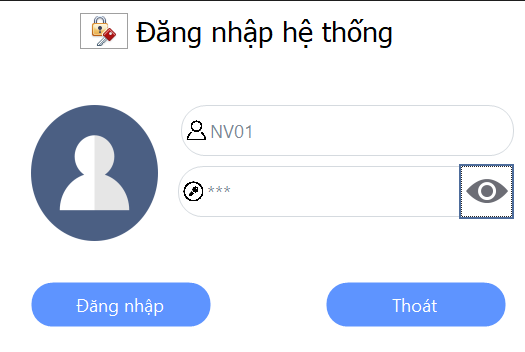 Đăng nhập hệ thống
NV01
***
Đăng nhập
Thoát